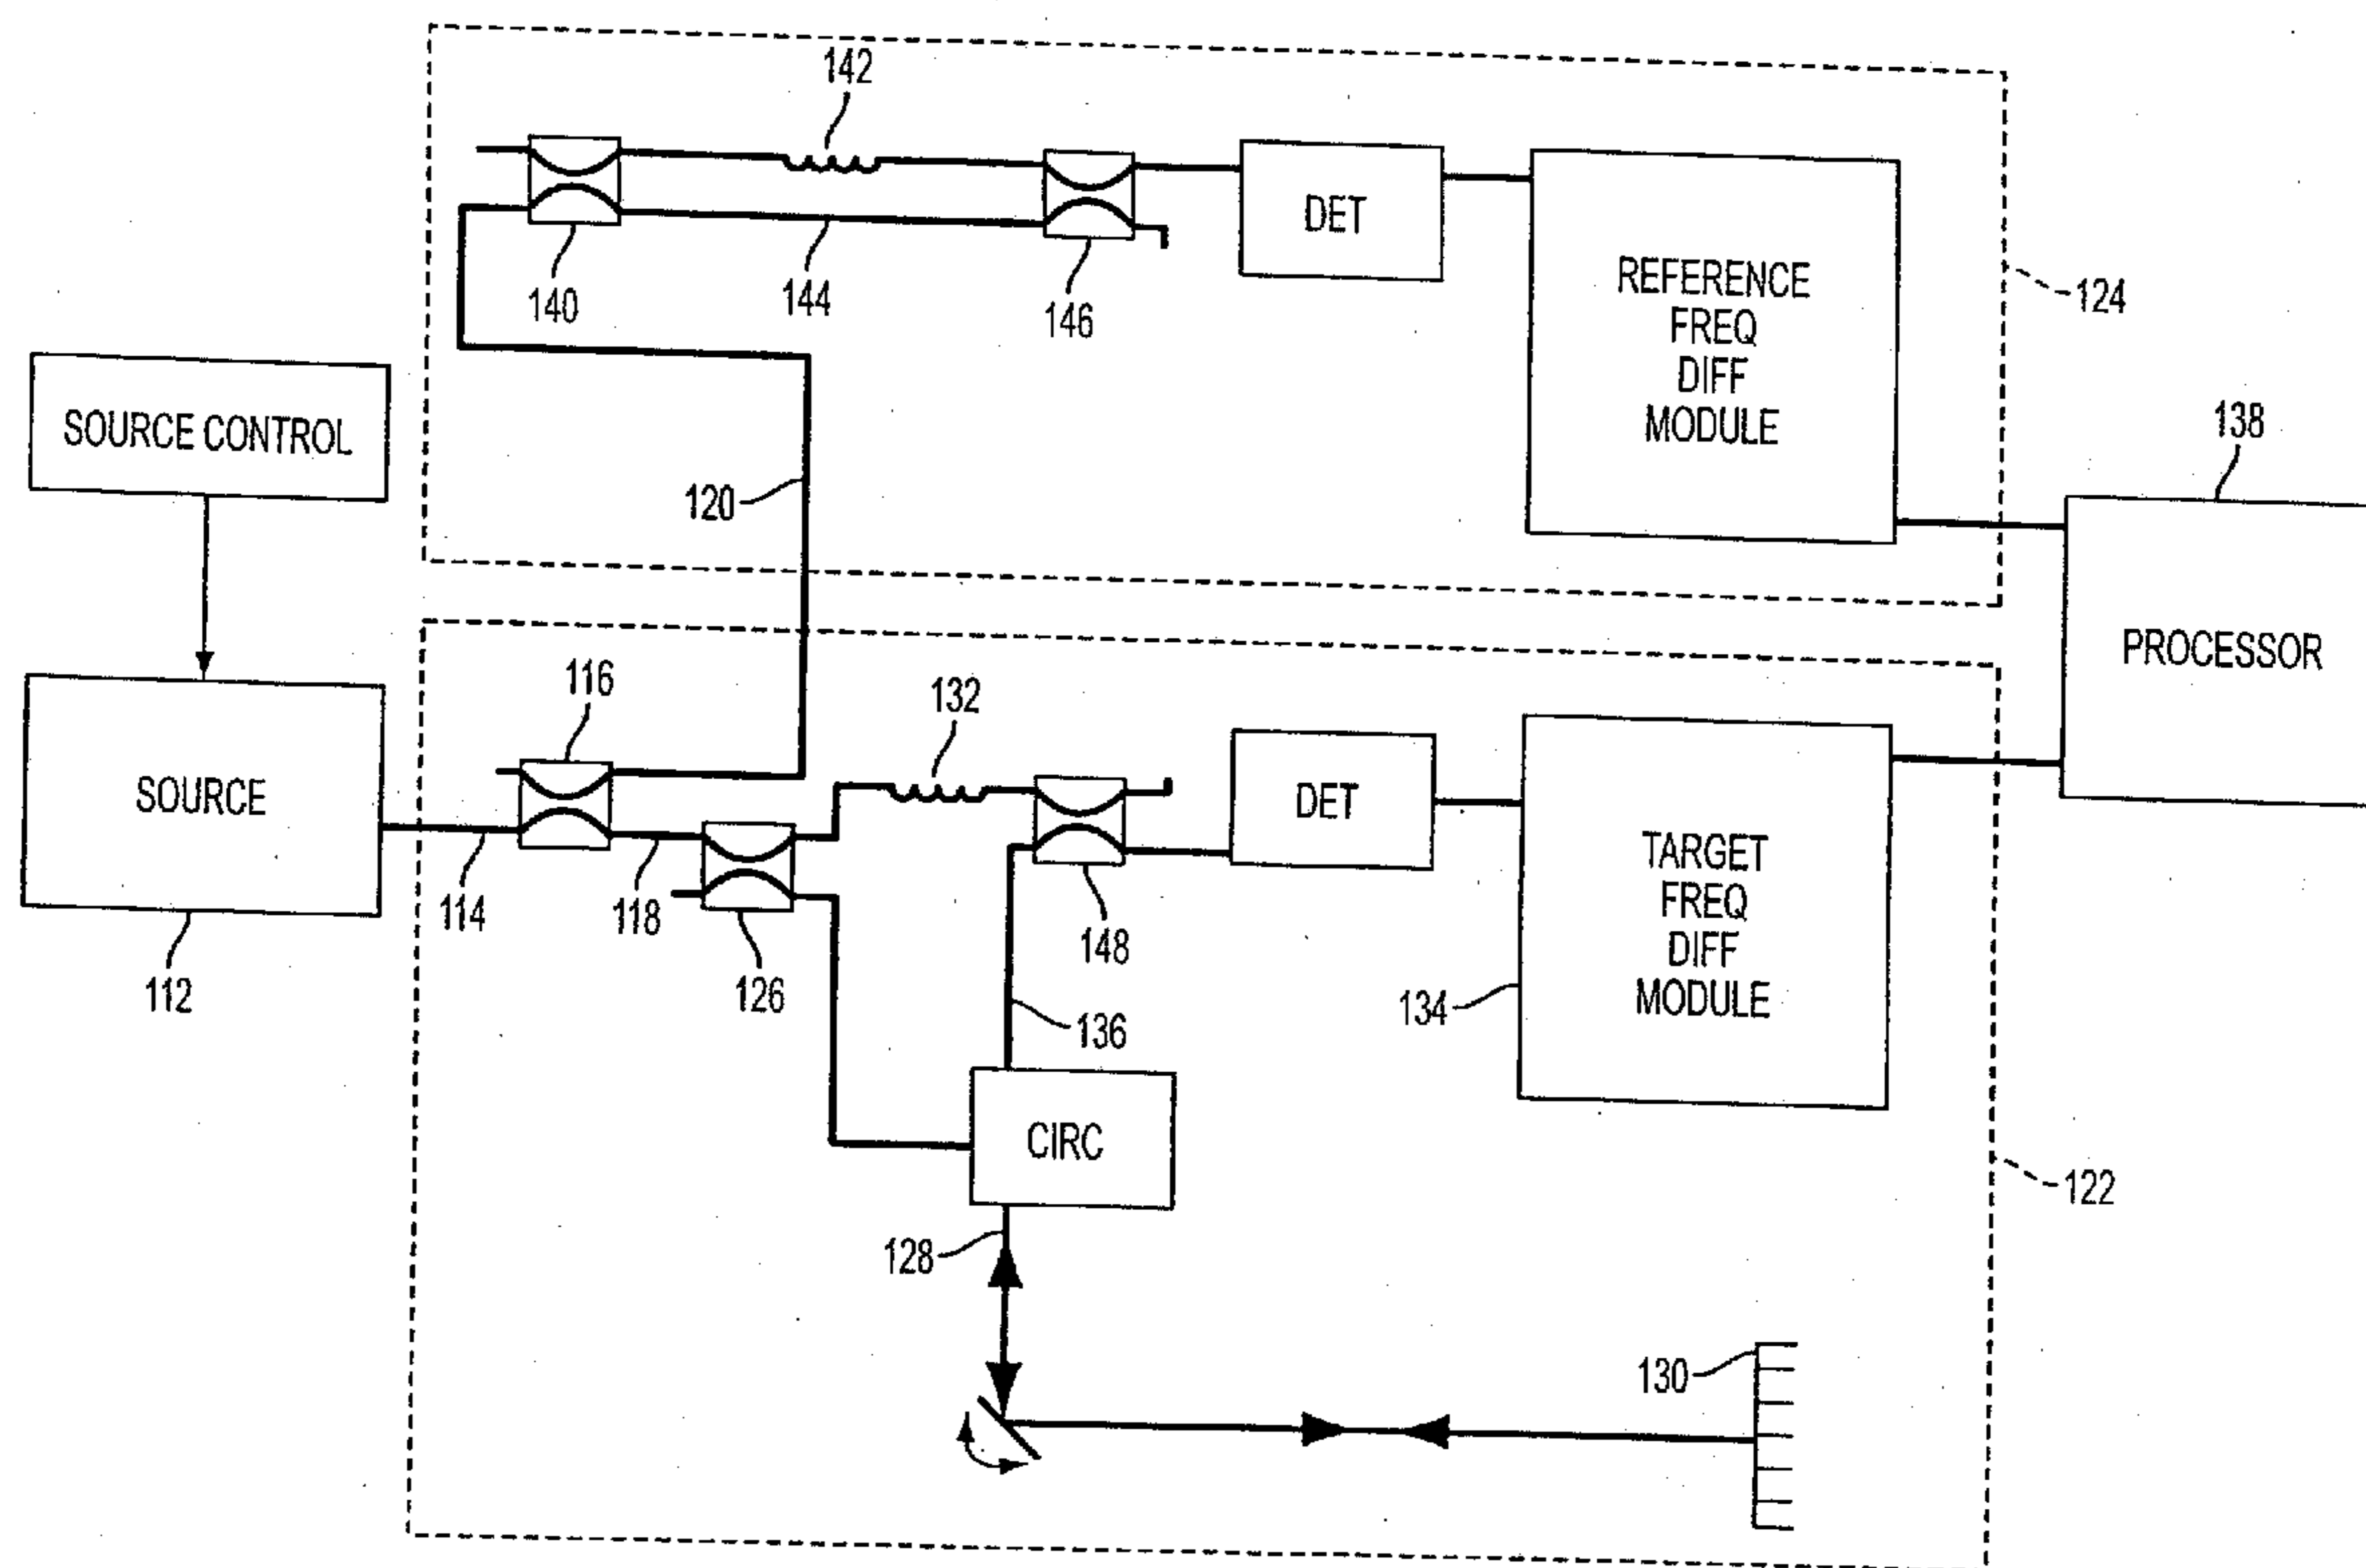 142
140
144
146
DET
REFERENCE
FREQ
DIFF
MODULE
124
SOURCE CONTROL
120
138
PROCESSOR
116
132
SOURCE
DET
TARGET
FREQ
DIFF
MODULE
114
118
126
148
112
136
134
CIRC
122
128
130